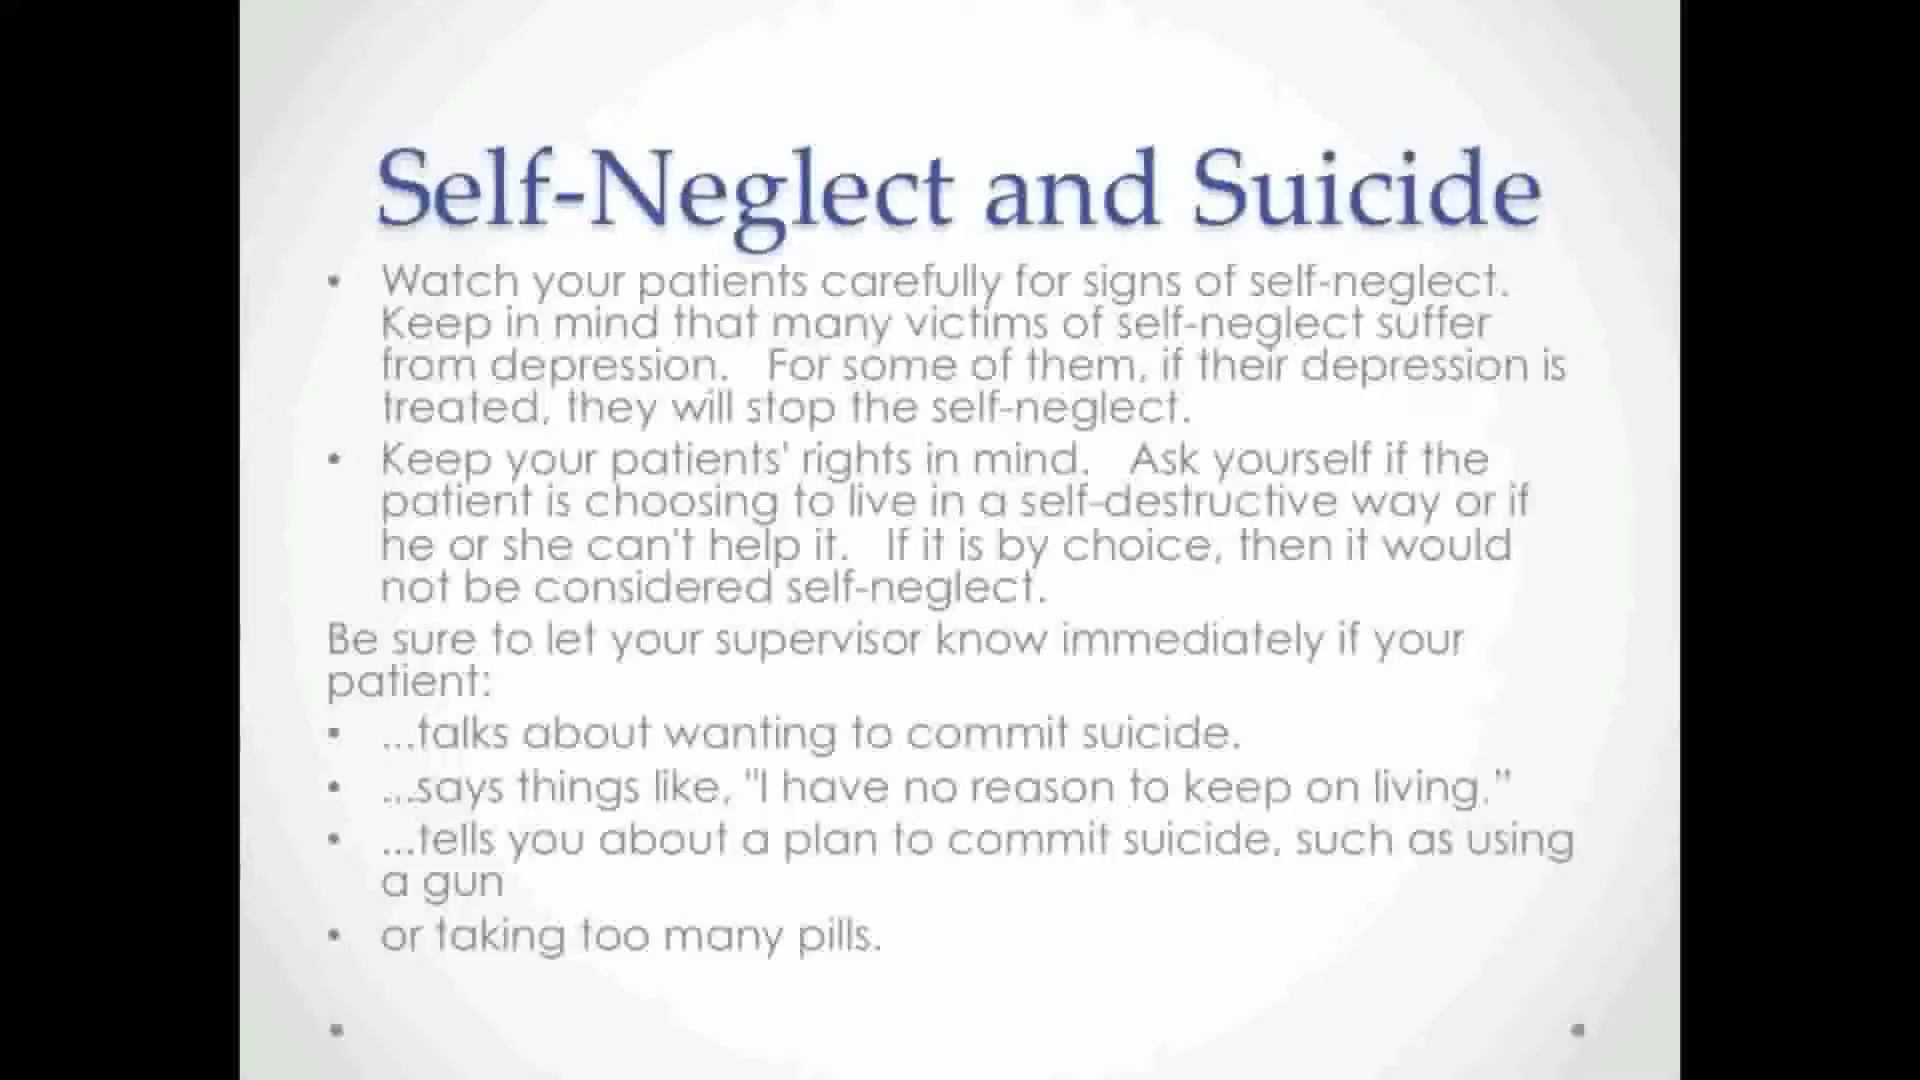 Self-Neglect and Suicide
• Watch your patients carefully for signs of self-neglect.
Keep in mind that many victims of self-neglect suffer
from depression. For some of them, if their depression is
treated, they will stop the self-neglect.
• Keep your patients' rights in mind. Ask yourself if the
patient is choosing to live in a self-destructive way or if
he or she can't help it. If it is by choice, then it would
not be considered self-neglect.
Be sure to let your supervisor know immediately if your
patient:
• ...talks about wanting to commit suicide.
• ...says things like, "I have no reason to keep on living."
• ...tells you about a plan to commit suicide, such as using
a gun
• or taking too many pills.